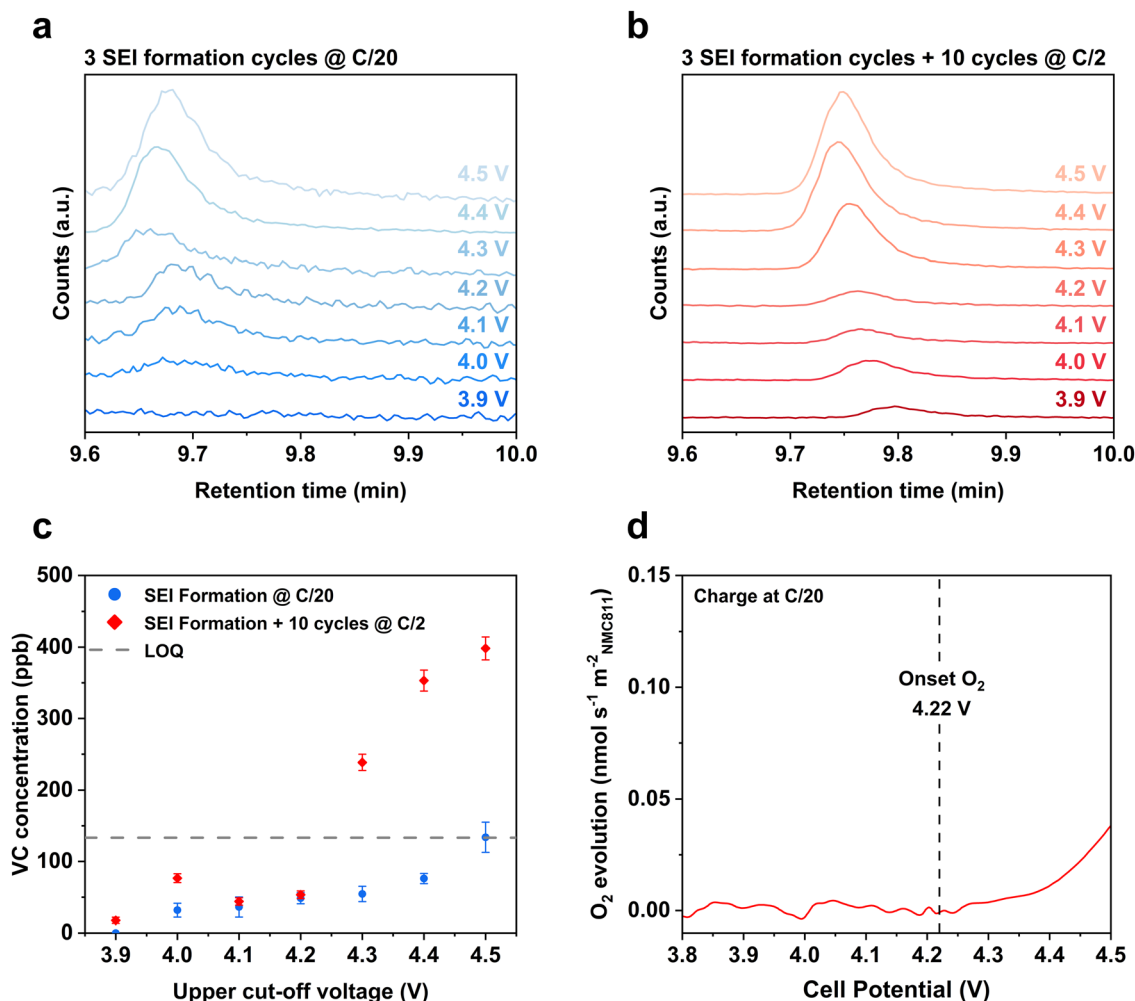 a
3 SEI formation cycles @ C/20
4.5 V
4.4 V
4.3 V
4.2 V
4.1 V
4.0 V
3.9 V
Counts (a.u.)
9.6 9.7 9.8 9.9 10.0
Retention time (min)
b
3 SEI formation cycles + 10 cycles @ C/2
4.5 V
4.4 V
4.3 V
4.2 V
4.1 V
4.0 V
3.9 V
Counts (a.u.)
9.6 9.7 9.8 9.9 10.0
Retention time (min)
c
500
400
300
200
100
0
VC concentration (ppb)
SEI Formation @ C/20
SEI Formation + 10 cycles @ C/2
LOQ
3.9 4.0 4.1 4.2 4.3 4.4 4.5
Upper cut-off voltage (V)
d
0.15
0.10
0.05
0.00
O₂ evolution (nmol s⁻¹ m⁻² NMC811)
Charge at C/20
Onset O₂
4.22 V
3.8 3.9 4.0 4.1 4.2 4.3 4.4 4.5
Cell Potential (V)